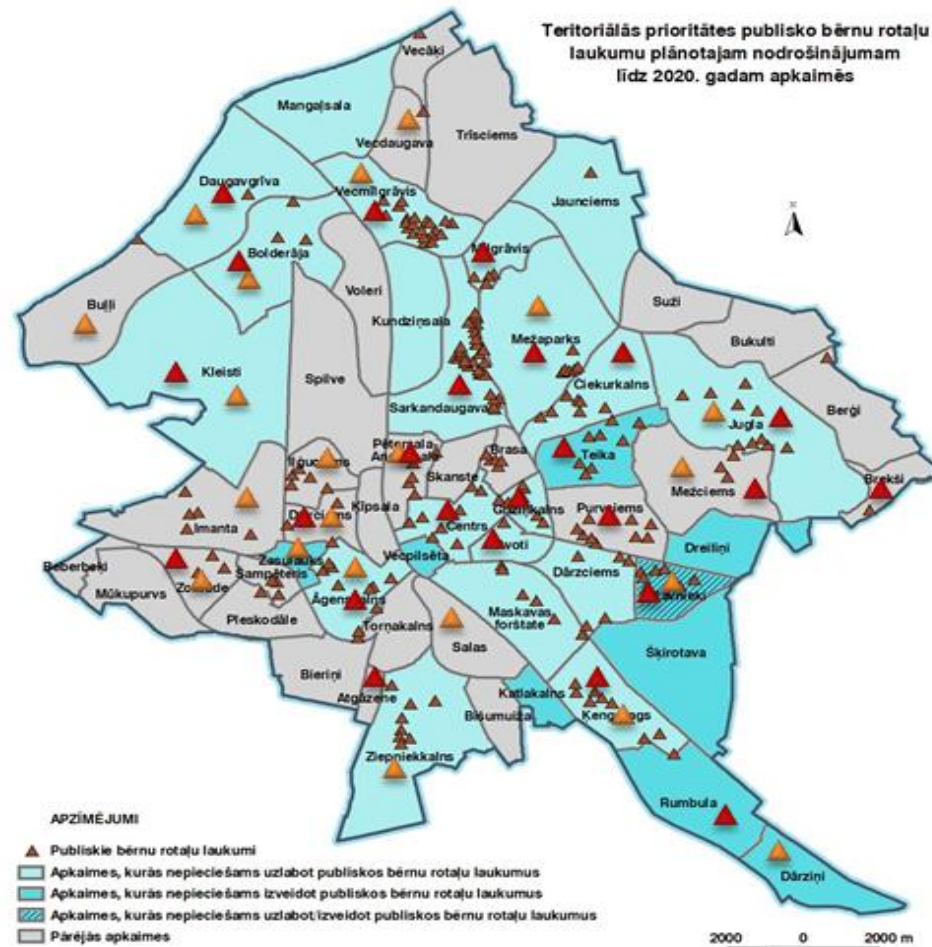 Teritoriālās prioritātes publisko bērnu rotaļu
laukumu plānotajam nodrošinājumam
līdz 2020. gadam apkaimēs
Vecāķi
Mangaļsala
Trīsciems
Vecdaugava
Daugavgrīva
Vecmīlgrāvis
Jaunciems
Bolderāja
Mīlgrāvis
Voleri
Suži
Buļļi
Kundziņsala
Bukulti
Mežaparks
Kleisti
Ciekurkalns
Spilve
Berģi
Sarkandaugava
Jugla
Teika
Brasa
Skanste
Mežciems
Brekši
Imanta
Ķīpsala
Centrs
Purvciems
Dreiliņi
Vecpilsēta
Beberbeķi
Šampēteris
Dārzciems
Mūkupurvs
Pleskodāle
Maskavas
forštate
Torņakalns
Salas
Šķirotava
Bieriņi
Atgāzene
Katlakalns
Bišumuiža
Ziepniekkalns
Rumbula
Dārziņi
APZĪMĒJUMI
Publiskie bērnu rotaļu laukumi
Apkaimes, kurās nepieciešams uzlabot publiskos bērnu rotaļu laukumus
Apkaimes, kurās nepieciešams izveidot publiskos bērnu rotaļu laukumus
Apkaimes, kurās nepieciešams uzlabot/izveidot publiskos bērnu rotaļu laukumus
Pārējās apkaimes
2000 0 2000 m